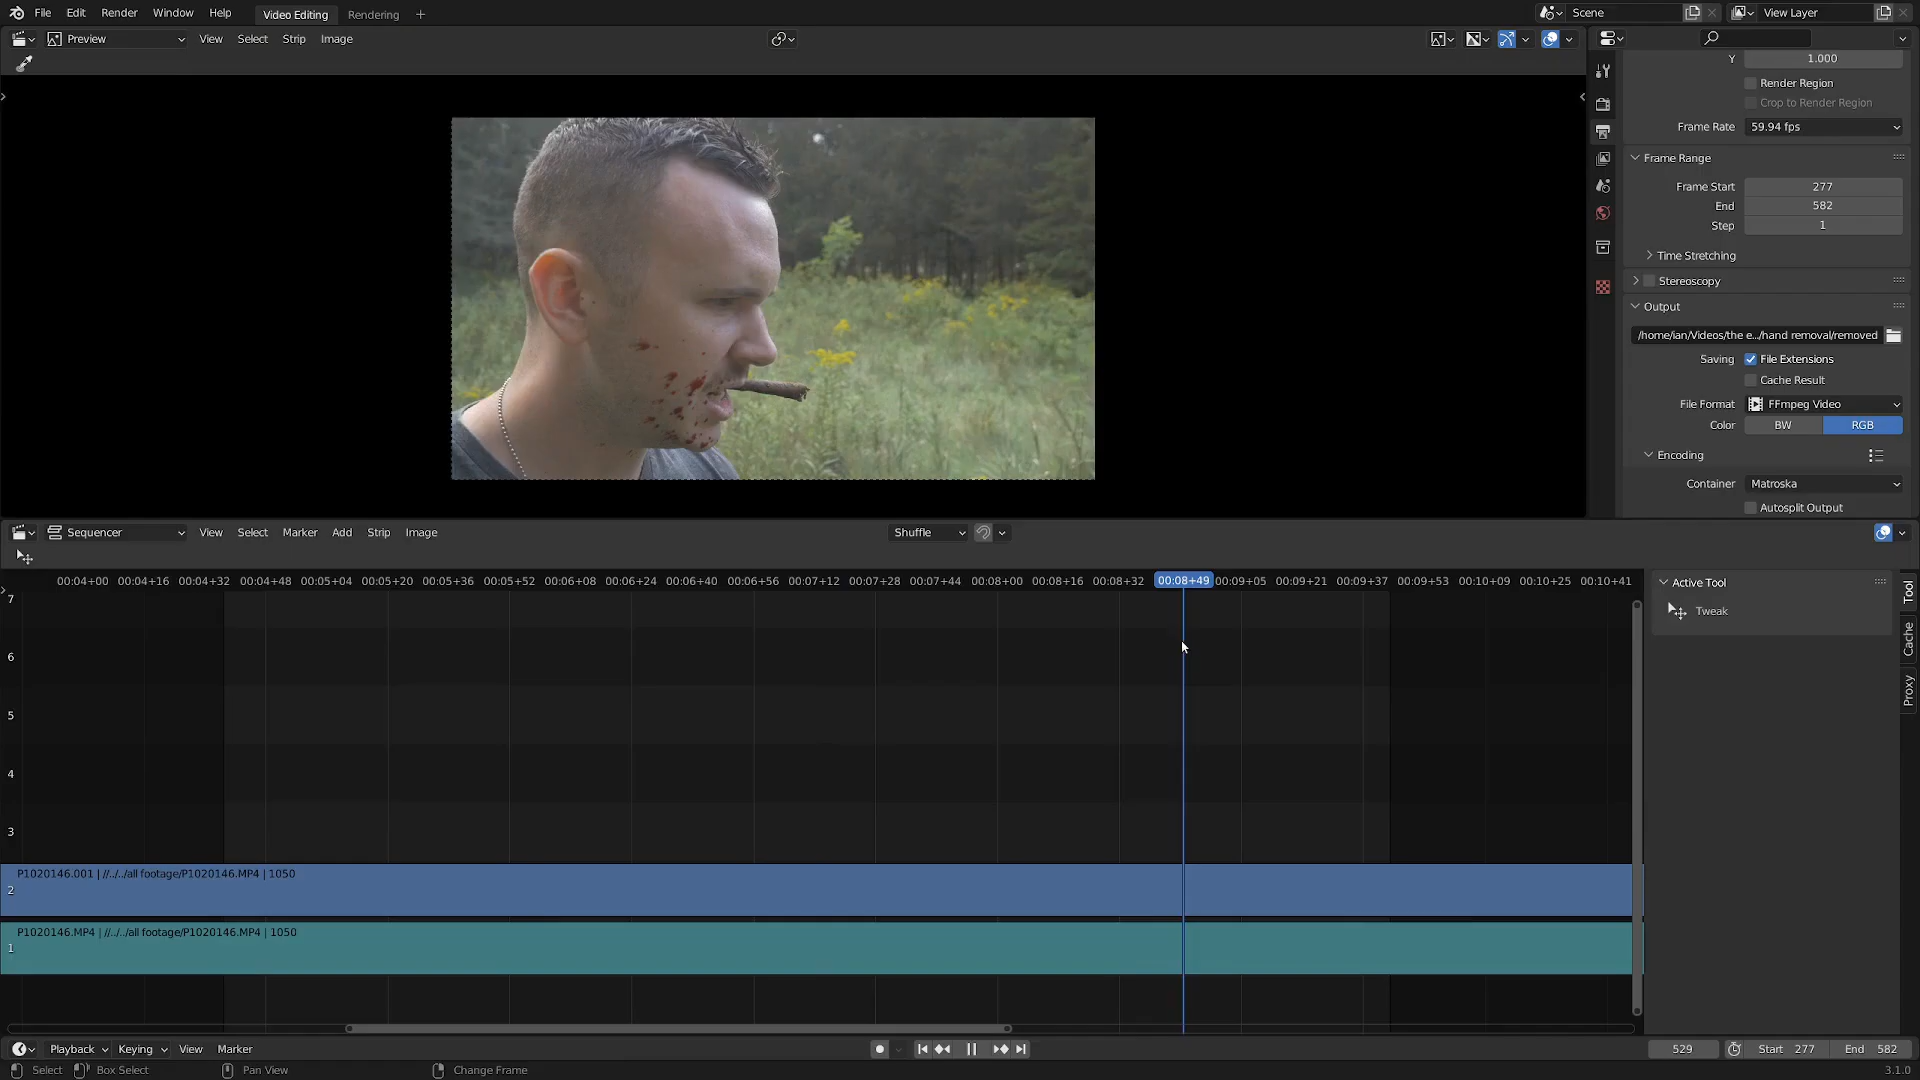 File Edit Render Window Help Video Editing Rendering + Scene View Layer
Preview View Select Strip Image
Y 1.000
Render Region
Crop to Render Region
Frame Rate 59.94 fps
Frame Range
Frame Start 277
End 582
Step 1
Time Stretching
Stereoscopy
Output
/home/ian/Videos/the e.../hand removal/removed
Saving File Extensions
Cache Result
File Format FFmpeg Video
Color BW RGB
Encoding
Container Matroska
Autosplit Output
Sequencer View Select Marker Add Strip Image Shuffle
00:04+00 00:04+16 00:04+32 00:04+48 00:05+04 00:05+20 00:05+36 00:05+52 00:06+08 00:06+24 00:06+40 00:06+56 00:07+12 00:07+28 00:07+44 00:08+00 00:08+16 00:08+32 00:08+49 00:09+05 00:09+21 00:09+37 00:09+53 00:10+09 00:10+25 00:10+41
Active Tool
Tweak
Tool
Cache
Proxy
7
6
5
4
3
P1020146.001 | //../../all footage/P1020146.MP4 | 1050
2
P1020146.MP4 | //../../all footage/P1020146.MP4 | 1050
1
Playback Keying View Marker 529 Start 277 End 582
Select Box Select Pan View Change Frame 3.1.0